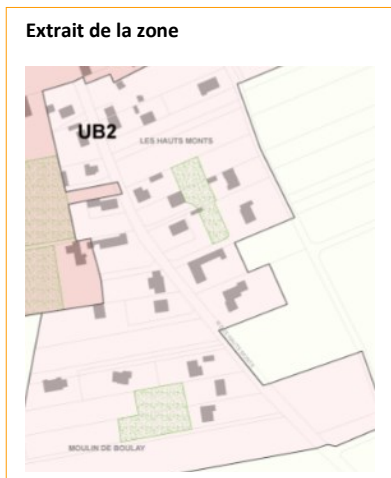 Extrait de la zone
UB2
LES HAUTS MONTS
MOULIN DE BOULAY